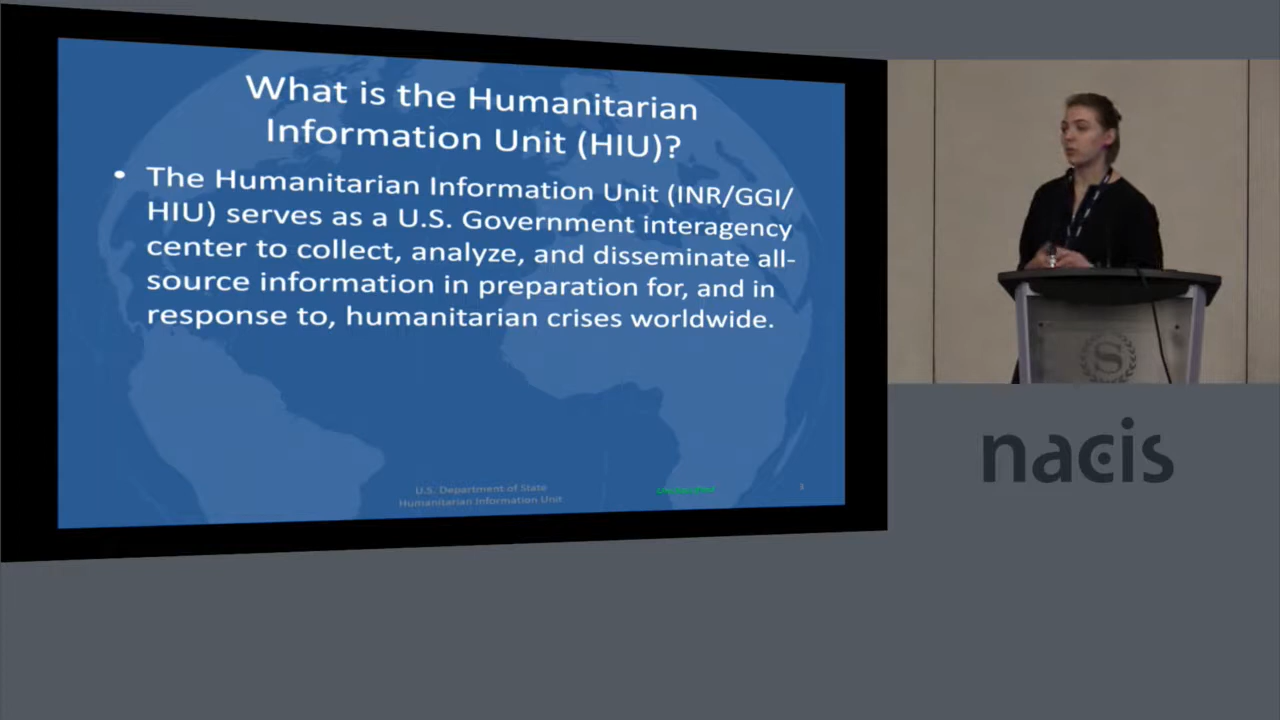 What is the Humanitarian
Information Unit (HIU)?
• The Humanitarian Information Unit (INR/GGI/
HIU) serves as a U.S. Government interagency
center to collect, analyze, and disseminate all-
source information in preparation for, and in
response to, humanitarian crises worldwide.
U.S. Department of State
Humanitarian Information Unit
1
S
nacis